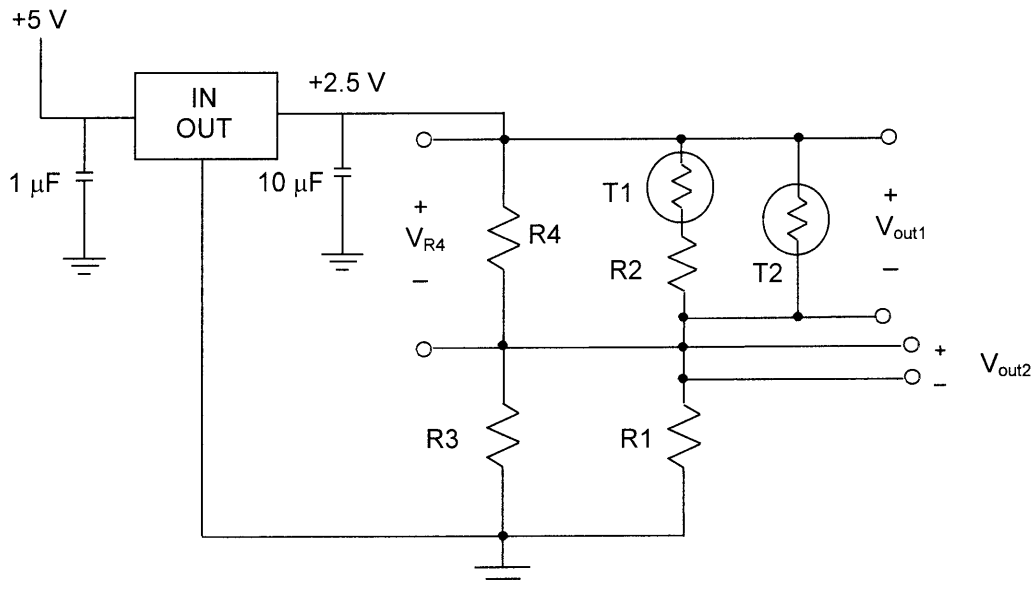 +5 V
IN
OUT
+2.5 V
1 μF
10 μF
+
V_R4
–
R4
T1
R2
T2
+
V_out1
–
+
–
V_out2
R3
R1